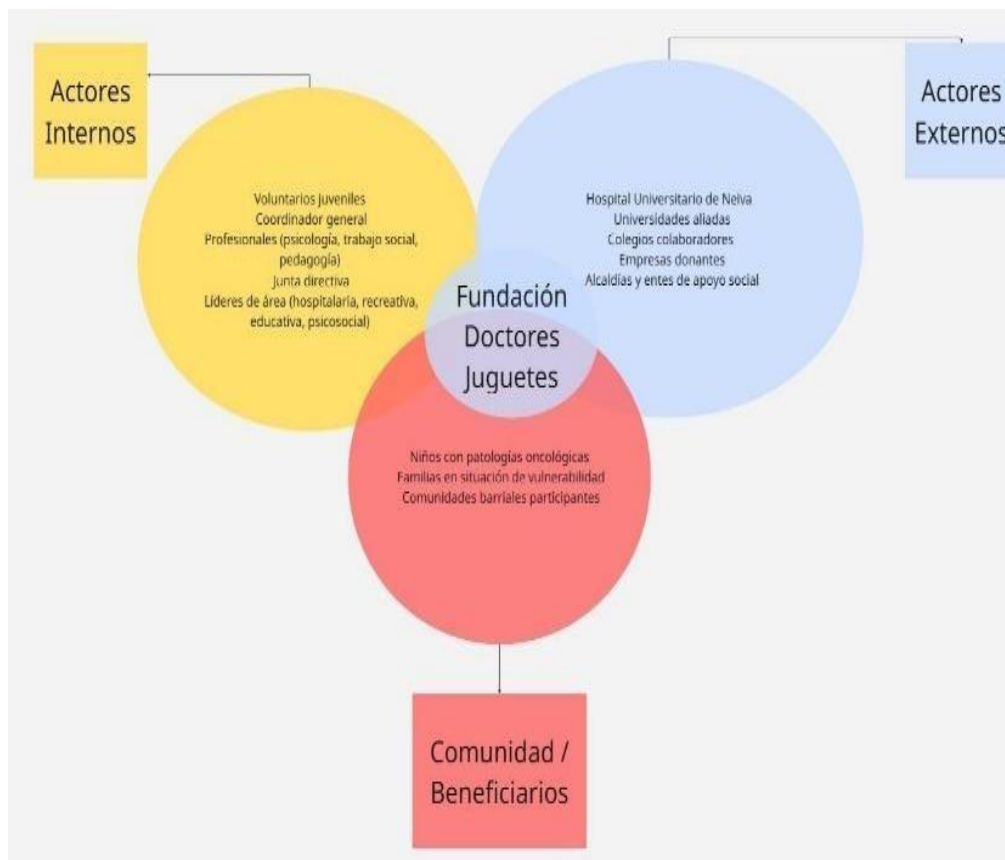 Actores
Internos
Actores
Externos
Voluntarios juveniles
Coordinador general
Profesionales (psicología, trabajo social,
pedagogía)
Junta directiva
Líderes de área (hospitalaria, recreativa,
educativa, psicosocial)
Hospital Universitario de Neiva
Universidades aliadas
Colegios colaboradores
Empresas donantes
Alcaldías y entes de apoyo social
Fundación
Doctores
Juguetes
Niños con patologías oncológicas
Familias en situación de vulnerabilidad
Comunidades barriales participantes
Comunidad /
Beneficiarios